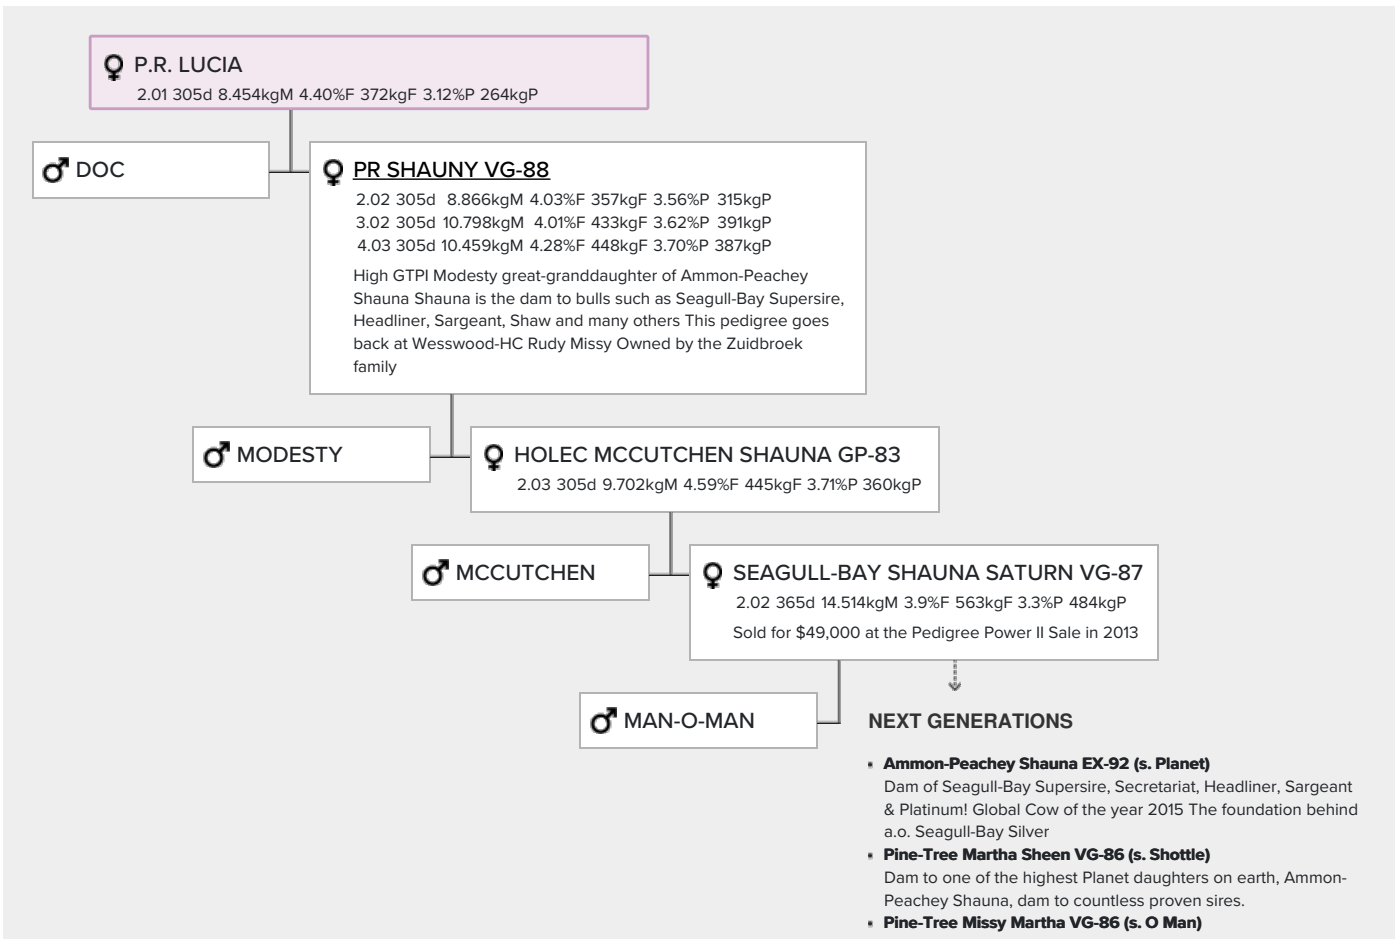 P.R. LUCIA
2.01 305d 8.454kgM 4.40%F 372kgF 3.12%P 264kgP
DOC
PR SHAUNY VG-88
2.02 305d 8.866kgM 4.03%F 357kgF 3.56%P 315kgP
3.02 305d 10.798kgM 4.01%F 433kgF 3.62%P 391kgP
4.03 305d 10.459kgM 4.28%F 448kgF 3.70%P 387kgP
High GTPI Modesty great-granddaughter of Ammon-Peachey
Shauna Shauna is the dam to bulls such as Seagull-Bay Supersire,
Headliner, Sargeant, Shaw and many others This pedigree goes
back at Wesswood-HC Rudy Missy Owned by the Zuidbroek
family
MODESTY
HOLEC MCCUTCHEN SHAUNA GP-83
2.03 305d 9.702kgM 4.59%F 445kgF 3.71%P 360kgP
MCCUTCHEN
SEAGULL-BAY SHAUNA SATURN VG-87
2.02 365d 14.514kgM 3.9%F 563kgF 3.3%P 484kgP
Sold for $49,000 at the Pedigree Power II Sale in 2013
MAN-O-MAN
NEXT GENERATIONS
Ammon-Peachey Shauna EX-92 (s. Planet)
Dam of Seagull-Bay Supersire, Secretariat, Headliner, Sargeant
& Platinum! Global Cow of the year 2015 The foundation behind
a.o. Seagull-Bay Silver
Pine-Tree Martha Sheen VG-86 (s. Shottle)
Dam to one of the highest Planet daughters on earth, Ammon-
Peachey Shauna, dam to countless proven sires.
Pine-Tree Missy Martha VG-86 (s. O Man)